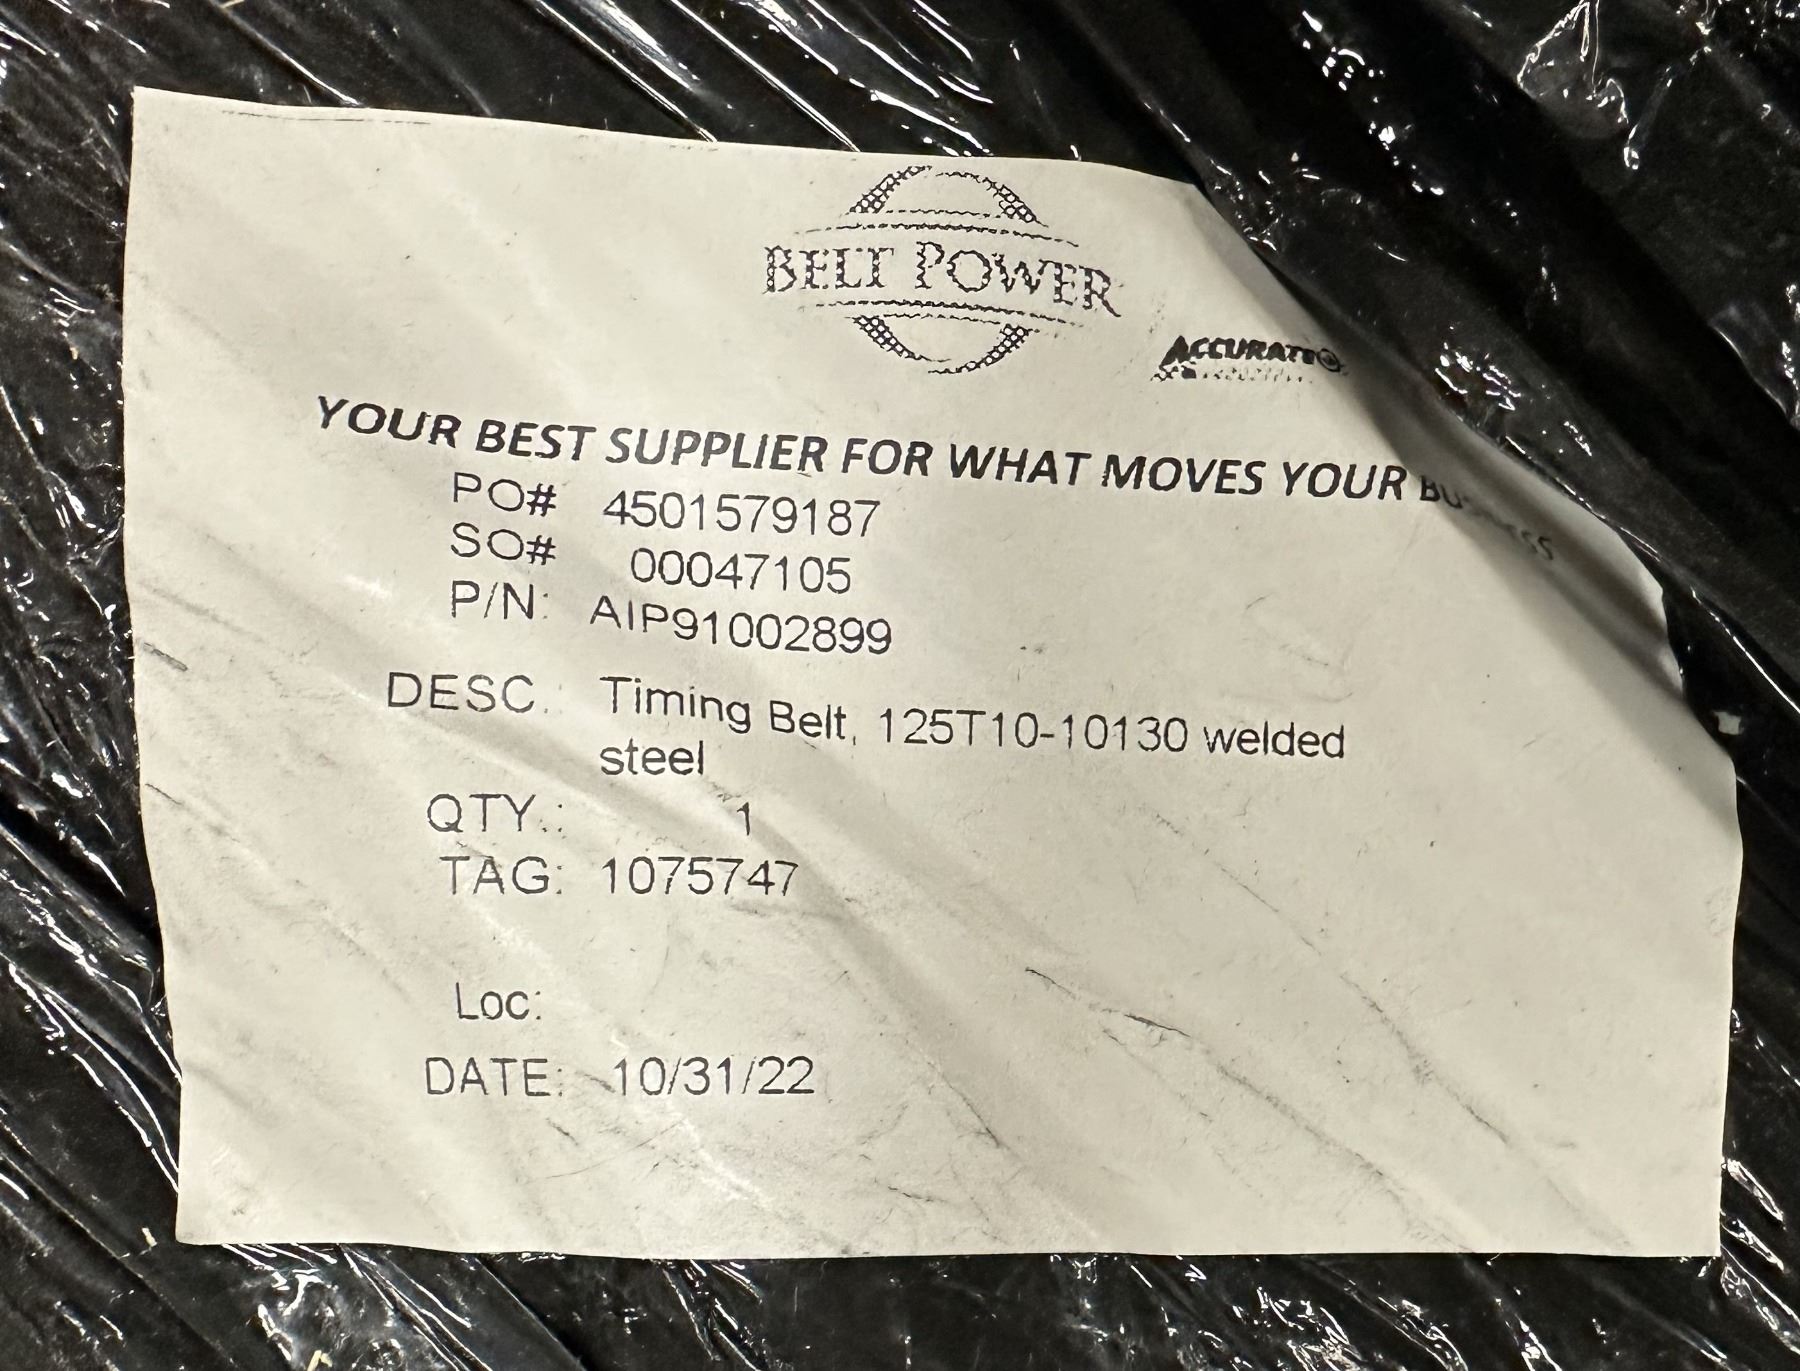 BELT POWER
ACCURATE
YOUR BEST SUPPLIER FOR WHAT MOVES YOUR BUSINESS
PO# 4501579187
SO# 00047105
P/N: AIP91002899
DESC.: Timing Belt, 125T10-10130 welded
steel
QTY.: 1
TAG: 1075747
Loc:
DATE: 10/31/22